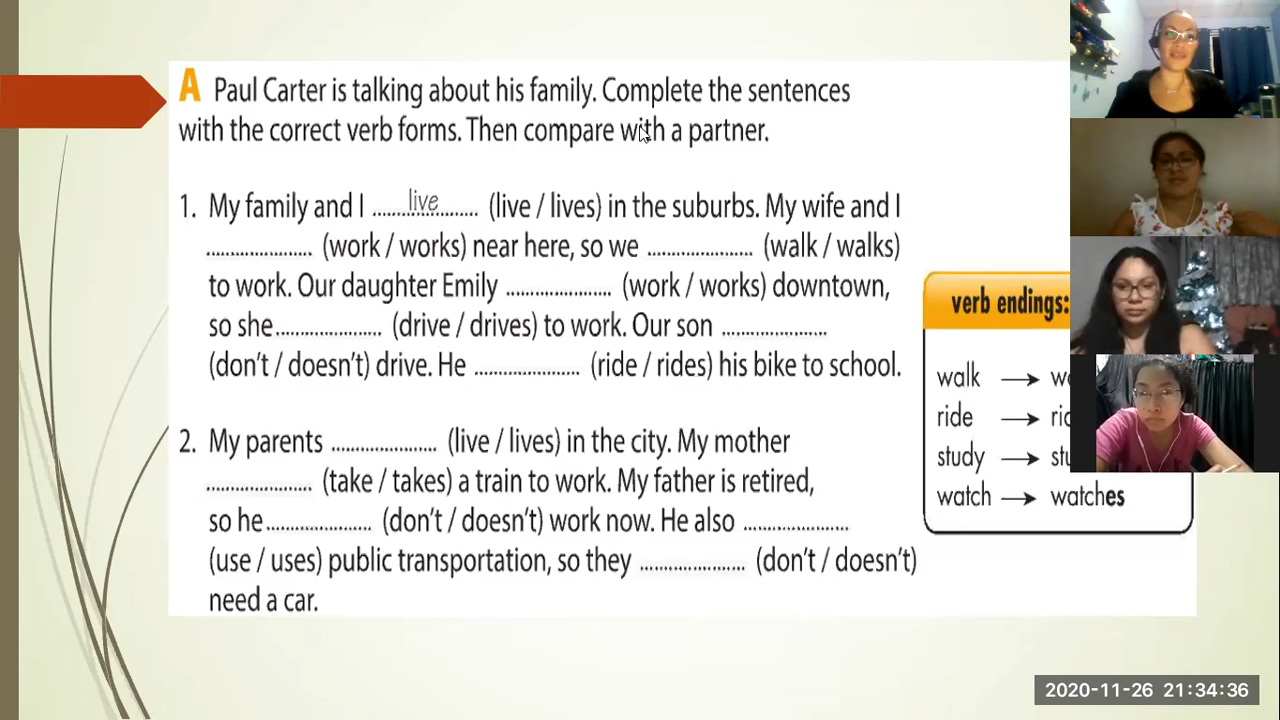 A Paul Carter is talking about his family. Complete the sentences
with the correct verb forms. Then compare with a partner.
1. My family and I ....live.... (live / lives) in the suburbs. My wife and I
.................... (work / works) near here, so we .................... (walk / walks)
to work. Our daughter Emily .................... (work / works) downtown,
so she .................... (drive / drives) to work. Our son ....................
(don't / doesn't) drive. He .................... (ride / rides) his bike to school.
2. My parents .................... (live / lives) in the city. My mother
.................... (take / takes) a train to work. My father is retired,
so he .................... (don't / doesn't) work now. He also ....................
(use / uses) public transportation, so they .................... (don't / doesn't)
need a car.
verb endings:
walk →
ride →
study →
watch → watches
2020-11-26 21:34:36